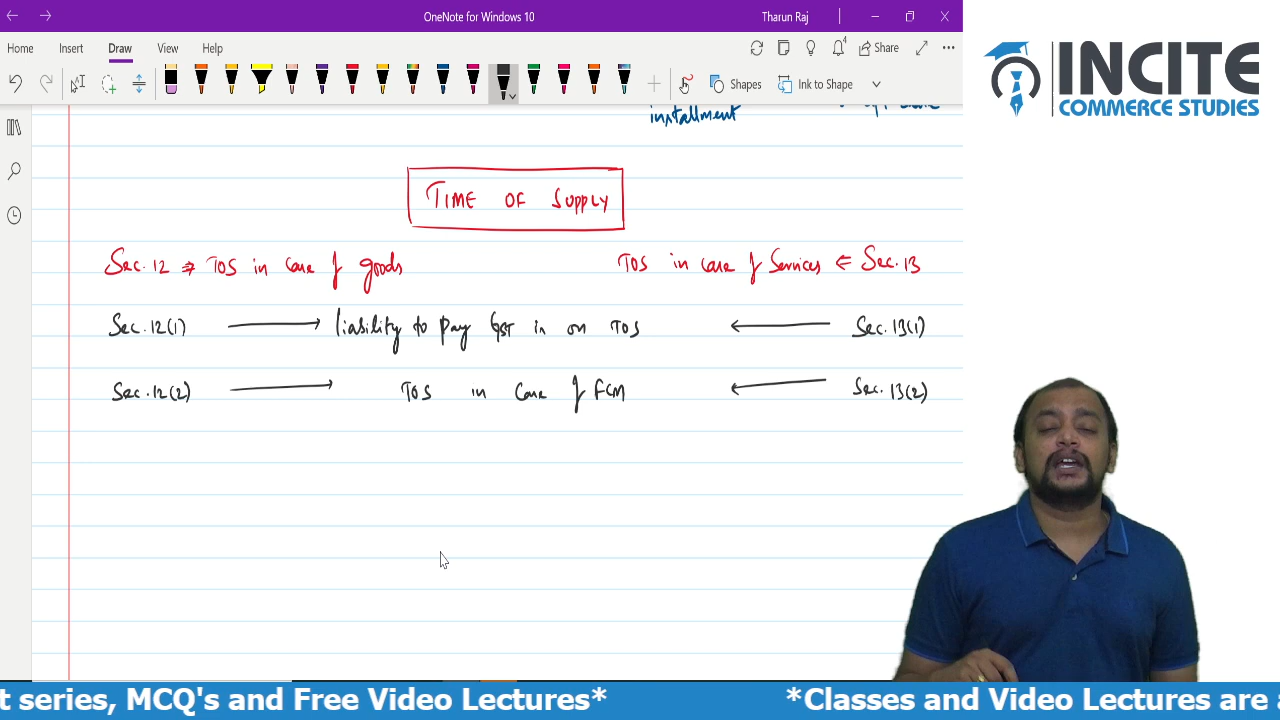 OneNote for Windows 10
Tharun Raj
Home Insert Draw View Help
4
Share
Shapes
Ink to Shape
INCITE
COMMERCE STUDIES
installment
TIME OF SUPPLY
Sec.12 ⇒ TOS in case of goods
TOS in case of Services ⇐ Sec.13
Sec.12(1) → liability to pay GST in on TOS ← Sec.13(1)
Sec.12(2) → TOS in case of FCM ← Sec.13(2)
t series, MCQ's and Free Video Lectures* *Classes and Video Lectures are a